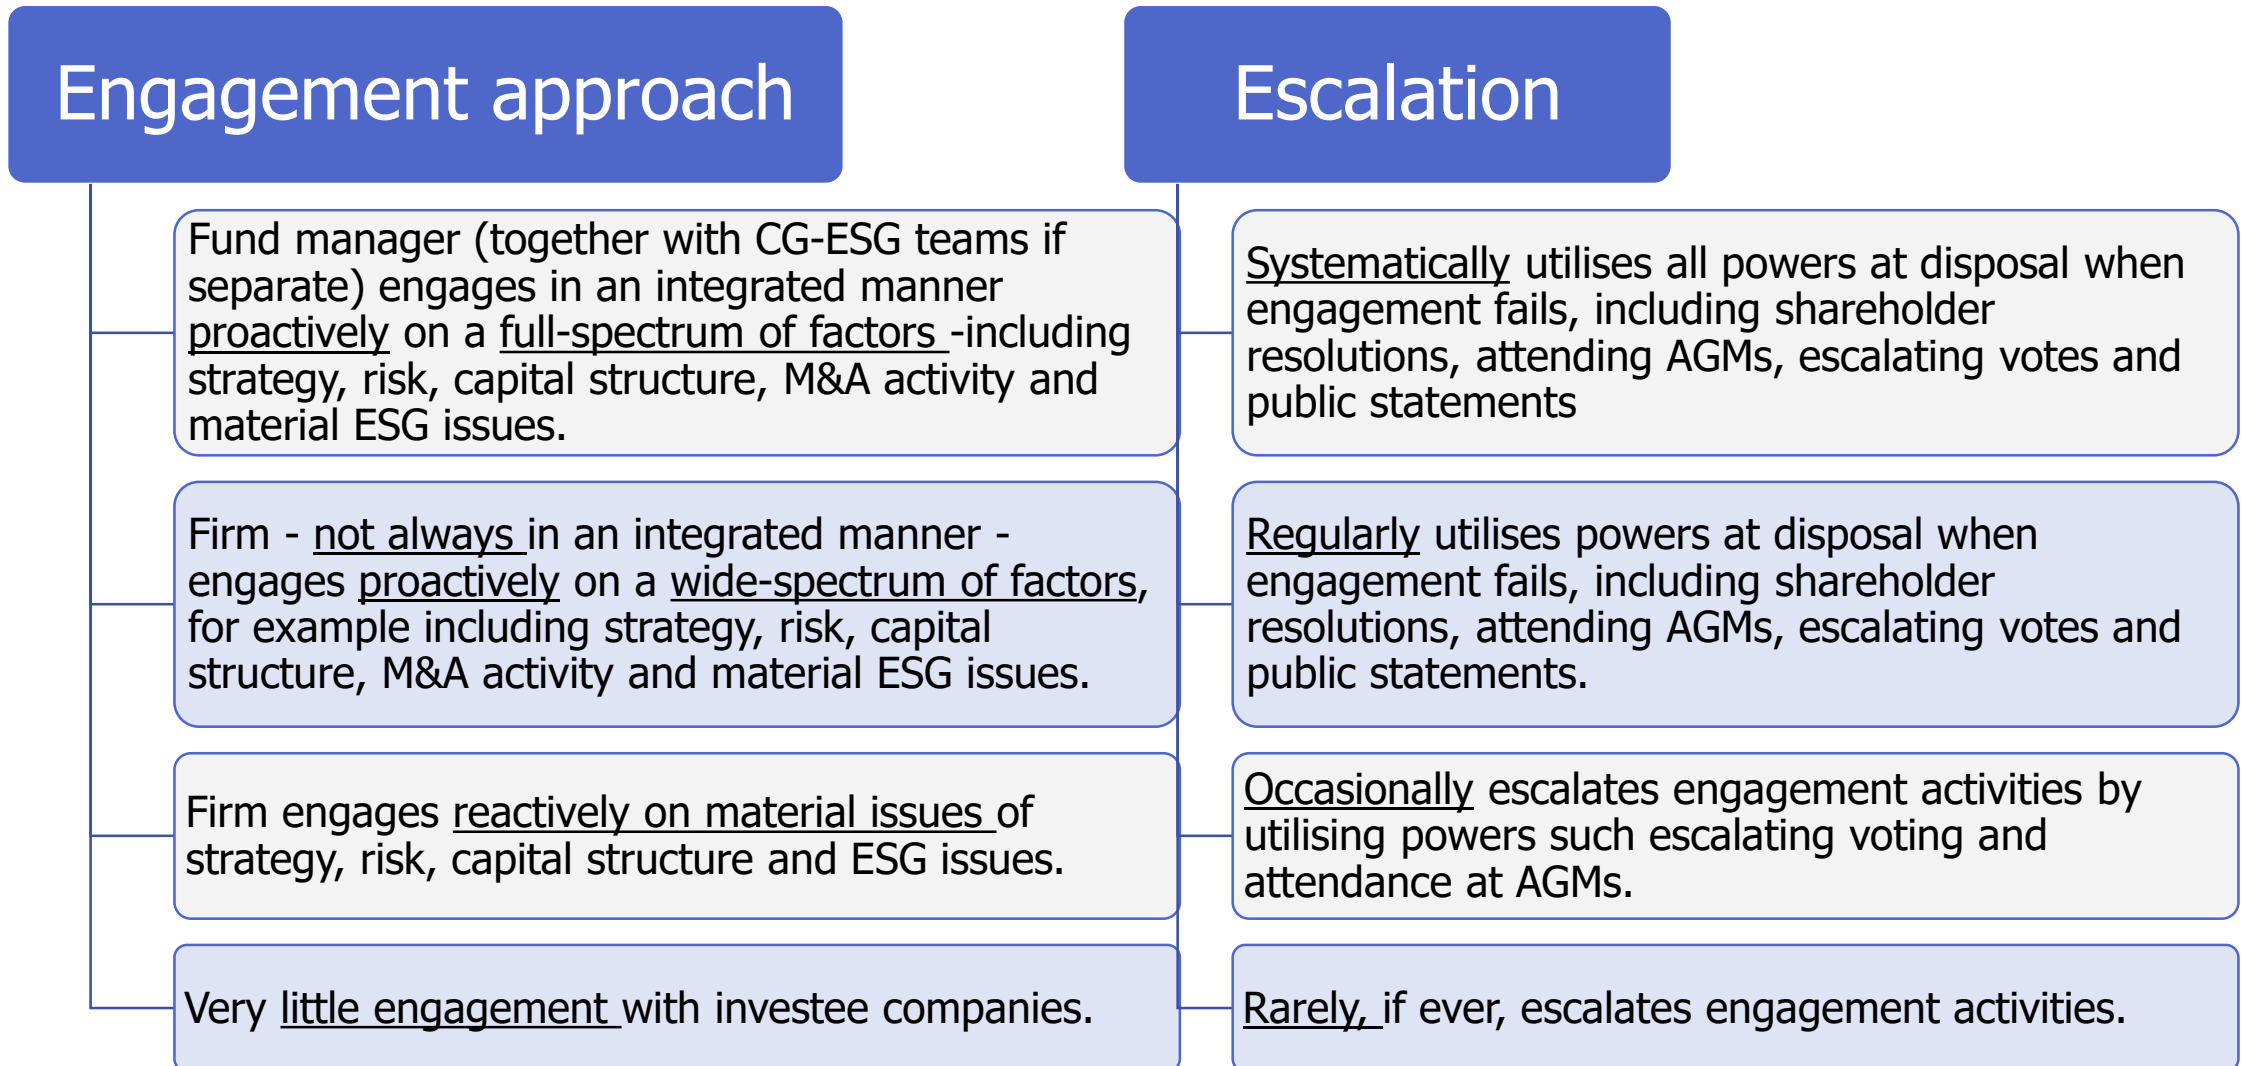 Engagement approach
Fund manager (together with CG-ESG teams if
separate) engages in an integrated manner
proactively on a full-spectrum of factors -including
strategy, risk, capital structure, M&A activity and
material ESG issues.
Firm - not always in an integrated manner -
engages proactively on a wide-spectrum of factors,
for example including strategy, risk, capital
structure, M&A activity and material ESG issues.
Firm engages reactively on material issues of
strategy, risk, capital structure and ESG issues.
Very little engagement with investee companies.
Escalation
Systematically utilises all powers at disposal when
engagement fails, including shareholder
resolutions, attending AGMs, escalating votes and
public statements
Regularly utilises powers at disposal when
engagement fails, including shareholder
resolutions, attending AGMs, escalating votes and
public statements.
Occasionally escalates engagement activities by
utilising powers such escalating voting and
attendance at AGMs.
Rarely, if ever, escalates engagement activities.